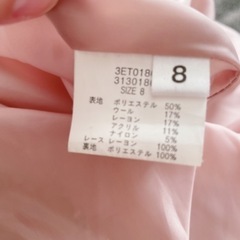 8
3ET018
313018
SIZE 8
表地 ポリエステル 50%
ウール 17%
レーヨン 17%
アクリル 11%
ナイロン 5%
レース レーヨン 100%
裏地 ポリエステル 100%